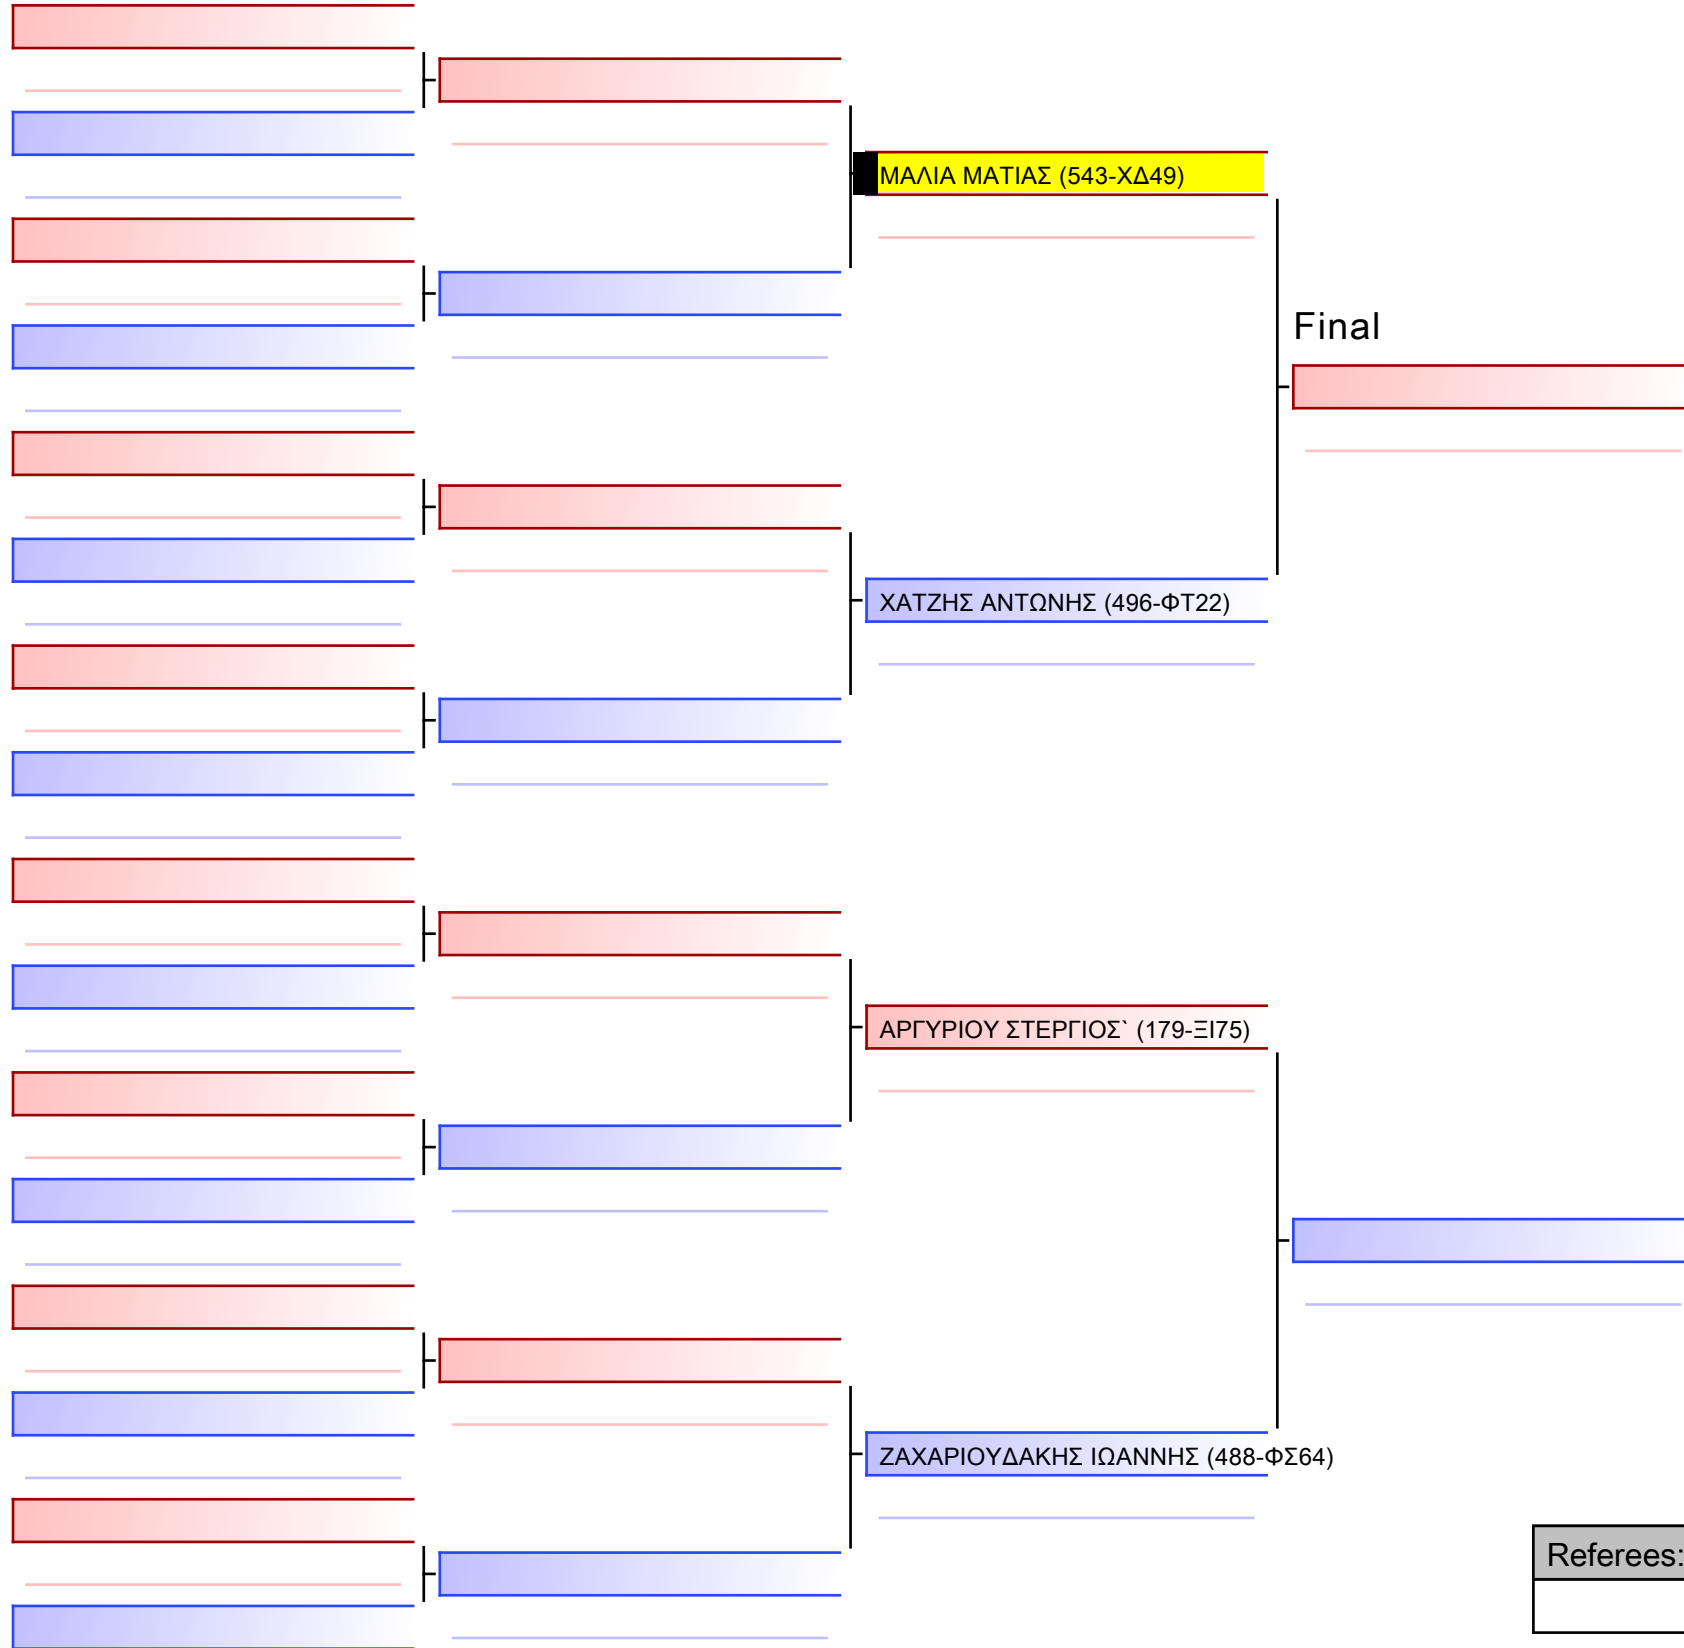 ΜΑΛΙΑ ΜΑΤΙΑΣ (543-ΧΔ49)
Final
ΧΑΤΖΗΣ ΑΝΤΩΝΗΣ (496-ΦΤ22)
ΑΡΓΥΡΙΟΥ ΣΤΕΡΓΙΟΣ` (179-ΞΙ75)
ΖΑΧΑΡΙΟΥΔΑΚΗΣ ΙΩΑΝΝΗΣ (488-ΦΣ64)
Referees: